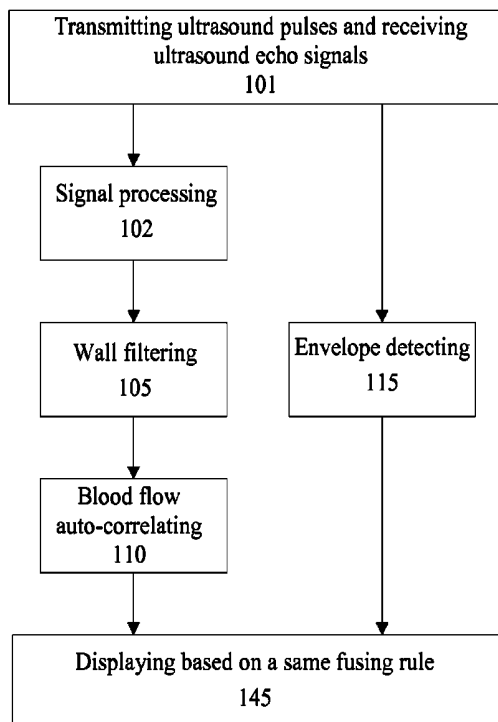 Transmitting ultrasound pulses and receiving
ultrasound echo signals
101
Signal processing
102
Wall filtering
105
Envelope detecting
115
Blood flow
auto-correlating
110
Displaying based on a same fusing rule
145